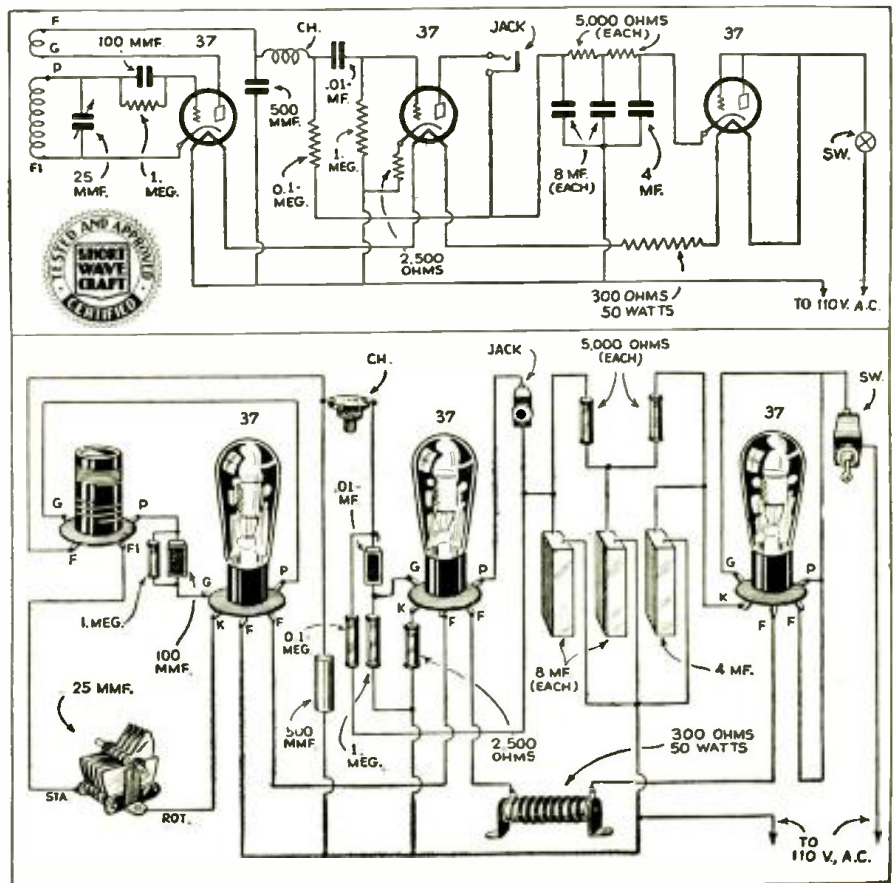 F
G
P
F1
100 MMF.
37
25
MMF.
1.
MEG.
CH.
500
MMF.
.01-
MF.
0.1-
MEG.
1.
MEG.
37
JACK
2,500
OHMS
5,000 OHMS
(EACH)
8 MF.
(EACH)
4
MF.
37
SW.
300 OHMS
50 WATTS
TO 110 V. A.C.
TESTED AND APPROVED
SHORT
WAVE
CRAFT
CERTIFIED
G
P
F
F1
1. MEG.
100
MMF.
25 MMF.
STA.
ROT.
37
G
P
K
F
F
CH.
.01-
MF.
0.1
MEG
500
MMF.
1.
MEG.
37
G
P
K
F
F
2,500
OHMS
JACK
5,000 OHMS
(EACH)
8 MF.
(EACH)
4 MF.
300 OHMS
50 WATTS
37
G
P
K
F
F
SW.
TO
110 V., A.C.